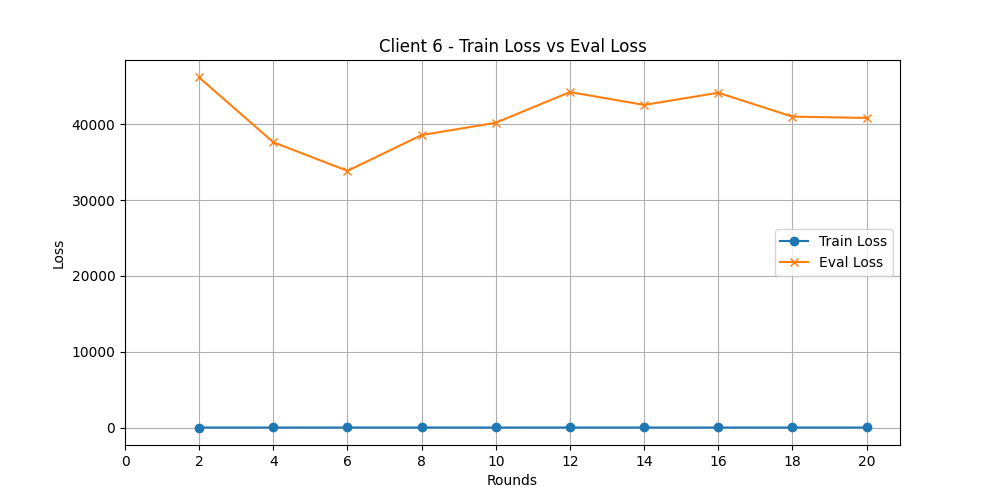 Client 6 - Train Loss vs Eval Loss
Loss
40000
30000
20000
10000
0
Train Loss
Eval Loss
0 2 4 6 8 10 12 14 16 18 20
Rounds